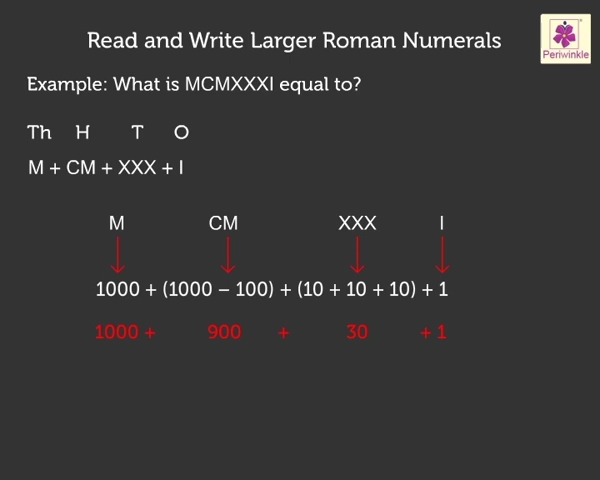 Read and Write Larger Roman Numerals
Periwinkle
Example: What is MCMXXXI equal to?
Th H T O
M + CM + XXX + I
M CM XXX I
1000 + (1000 – 100) + (10 + 10 + 10) + 1
1000 + 900 + 30 + 1